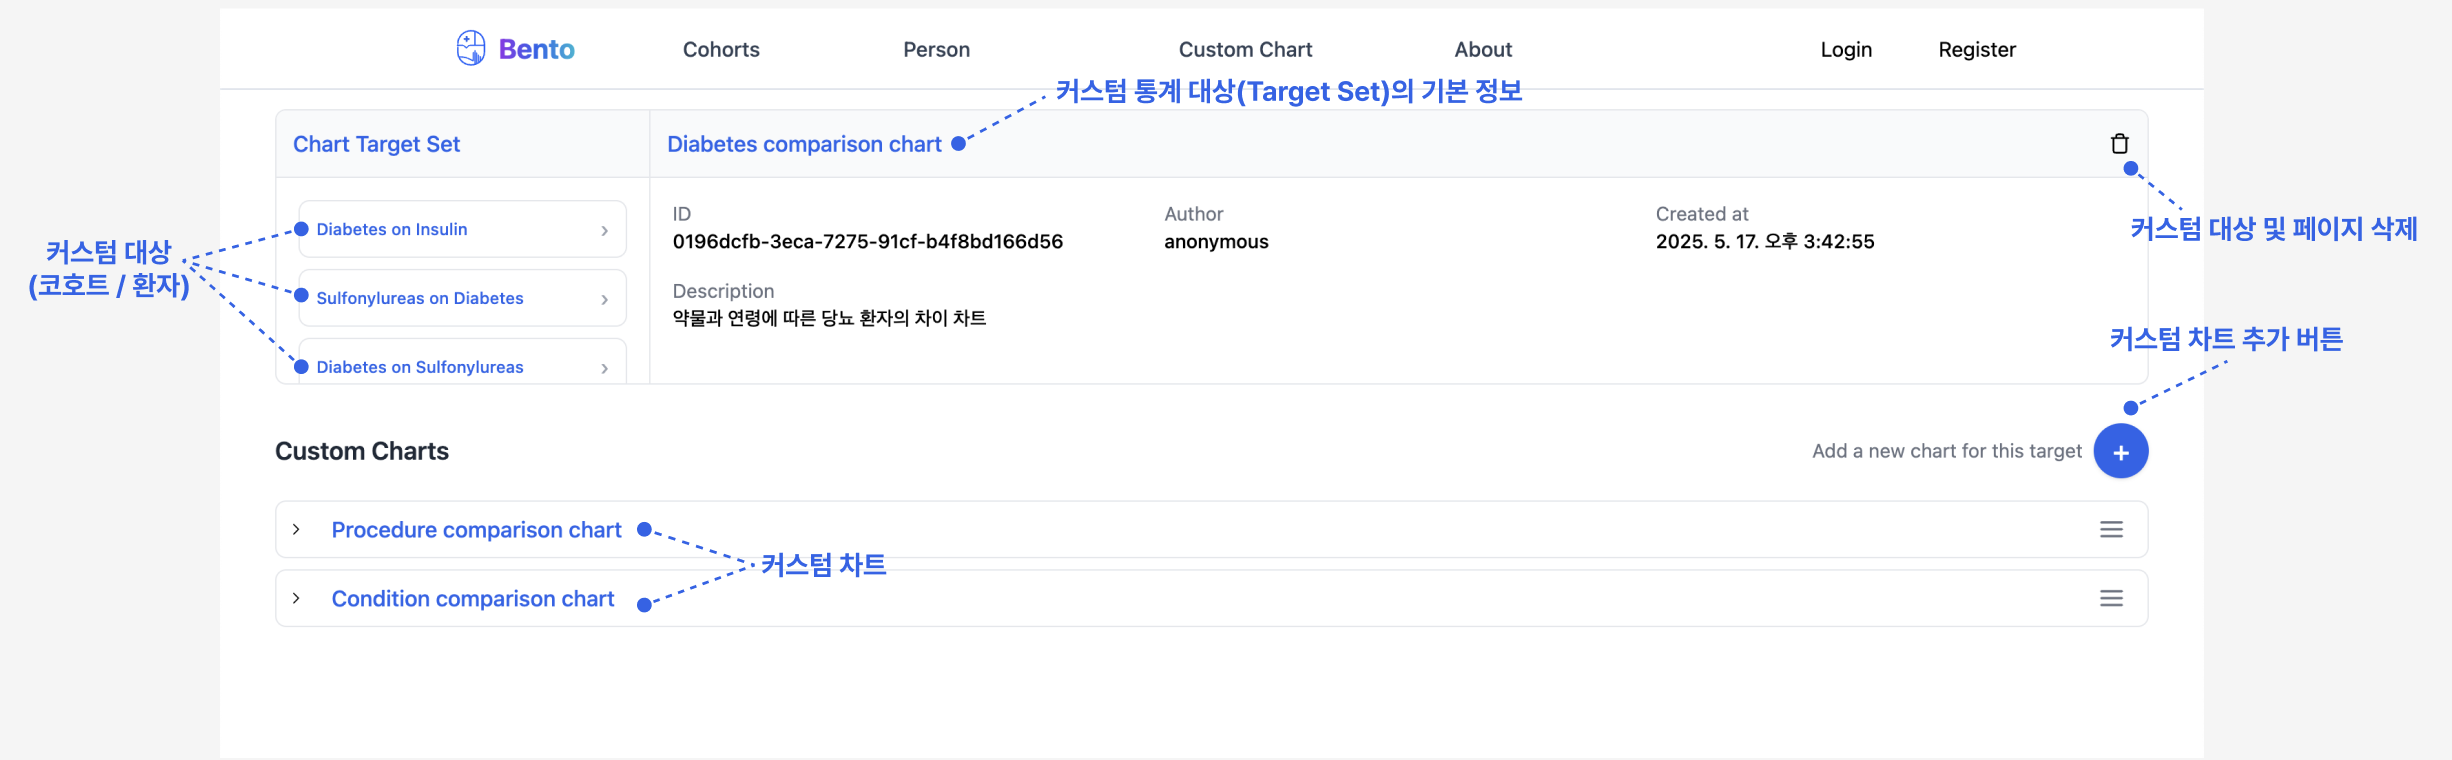 Bento
Cohorts
Person
Custom Chart
About
Login
Register
커스텀 통계 대상(Target Set)의 기본 정보
Chart Target Set
Diabetes comparison chart
커스텀 대상 및 페이지 삭제
커스텀 대상
(코호트 / 환자)
Diabetes on Insulin
Sulfonylureas on Diabetes
Diabetes on Sulfonylureas
ID
0196dcfb-3eca-7275-91cf-b4f8bd166d56
Author
anonymous
Created at
2025. 5. 17. 오후 3:42:55
Description
약물과 연령에 따른 당뇨 환자의 차이 차트
커스텀 차트 추가 버튼
Custom Charts
Add a new chart for this target
Procedure comparison chart
커스텀 차트
Condition comparison chart